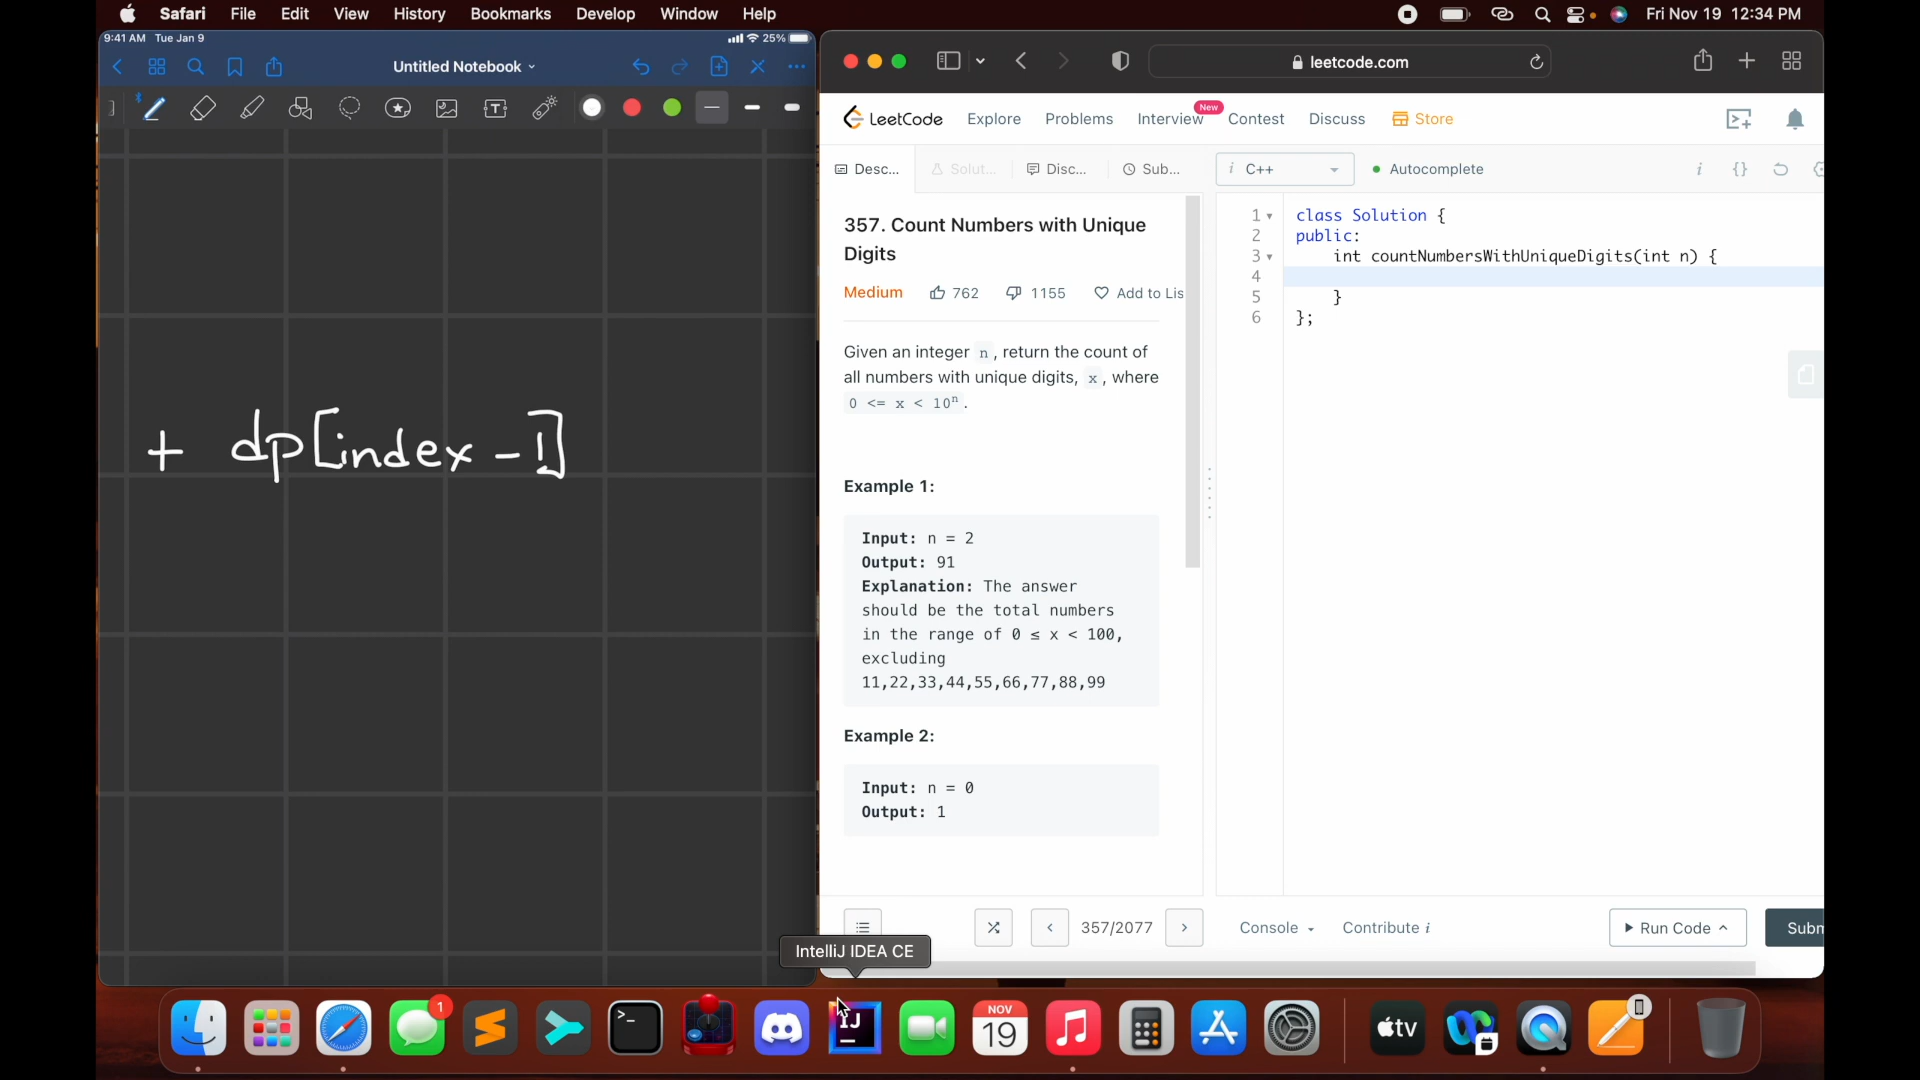 Safari File Edit View History Bookmarks Develop Window Help
Fri Nov 19 12:34 PM
9:41 AM Tue Jan 9
25%
Untitled Notebook
+ dp[index -1]
leetcode.com
LeetCode
Explore
Problems
Interview
New
Contest
Discuss
Store
Desc...
Solut...
Disc...
Sub...
i C++
Autocomplete
357. Count Numbers with Unique
Digits
Medium
762
1155
Add to Lis
Given an integer n, return the count of
all numbers with unique digits, x, where
0 <= x < 10ⁿ.
Example 1:
Input: n = 2
Output: 91
Explanation: The answer
should be the total numbers
in the range of 0 ≤ x < 100,
excluding
11,22,33,44,55,66,77,88,99
Example 2:
Input: n = 0
Output: 1
1 class Solution {
2 public:
3 int countNumbersWithUniqueDigits(int n) {
4
5 }
6 };
357/2077
Console
Contribute i
Run Code
Subm
IntelliJ IDEA CE
1
IJ
NOV
19
tv